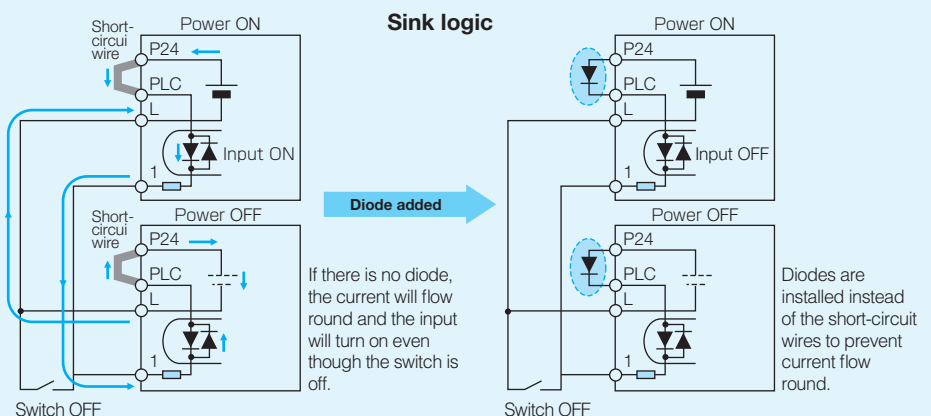 Sink logic
Power ON
Short-
circui
wire
P24
PLC
L
Input ON
1
Power OFF
Short-
circui
wire
P24
PLC
L
1
Switch OFF
If there is no diode,
the current will flow
round and the input
will turn on even
though the switch is
off.
Diode added
Power ON
P24
PLC
L
Input OFF
1
Power OFF
P24
PLC
L
1
Switch OFF
Diodes are
installed instead
of the short-circuit
wires to prevent
current flow
round.